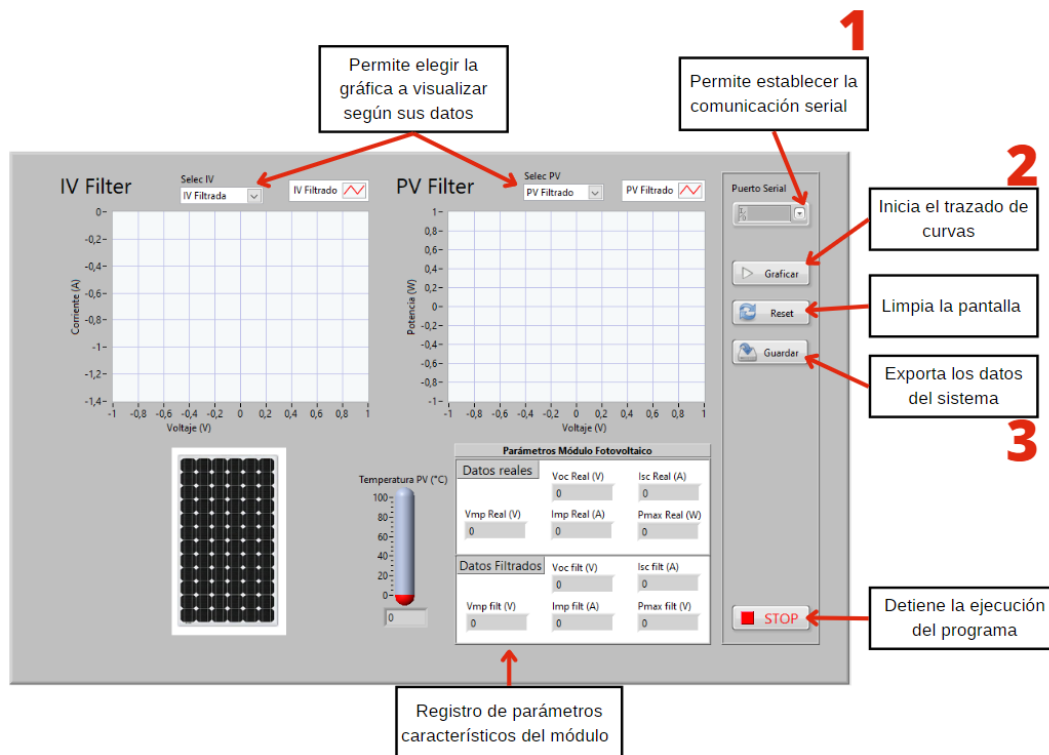 1
Permite elegir la
gráfica a visualizar
según sus datos
Permite establecer la
comunicación serial
IV Filter
Selec IV
IV Filtrada
IV Filtrado
PV Filter
Selec PV
PV Filtrado
PV Filtrado
Puerto Serial
2
Inicia el trazado de
curvas
Corriente (A)
0-
-0,2-
-0,4-
-0,6-
-0,8-
-1-
-1,2-
-1,4-
-1 -0,8 -0,6 -0,4 -0,2 0 0,2 0,4 0,6 0,8 1
Voltaje (V)
Potencia (W)
1-
0,8-
0,6-
0,4-
0,2-
0-
-0,2-
-0,4-
-0,6-
-0,8-
-1-
-1 -0,8 -0,6 -0,4 -0,2 0 0,2 0,4 0,6 0,8 1
Voltaje (V)
Graficar
Reset
Limpia la pantalla
Guardar
Exporta los datos
del sistema
3
Temperatura PV (°C)
100-
80-
60-
40-
20-
0-
0
Parámetros Módulo Fotovoltaico
Datos reales
Voc Real (V)
Isc Real (A)
0
0
Vmp Real (V)
Imp Real (A)
Pmax Real (W)
0
0
0
Datos Filtrados
Voc filt (V)
Isc filt (A)
0
0
Vmp filt (V)
Imp filt (A)
Pmax filt (V)
0
0
0
STOP
Detiene la ejecución
del programa
Registro de parámetros
característicos del módulo